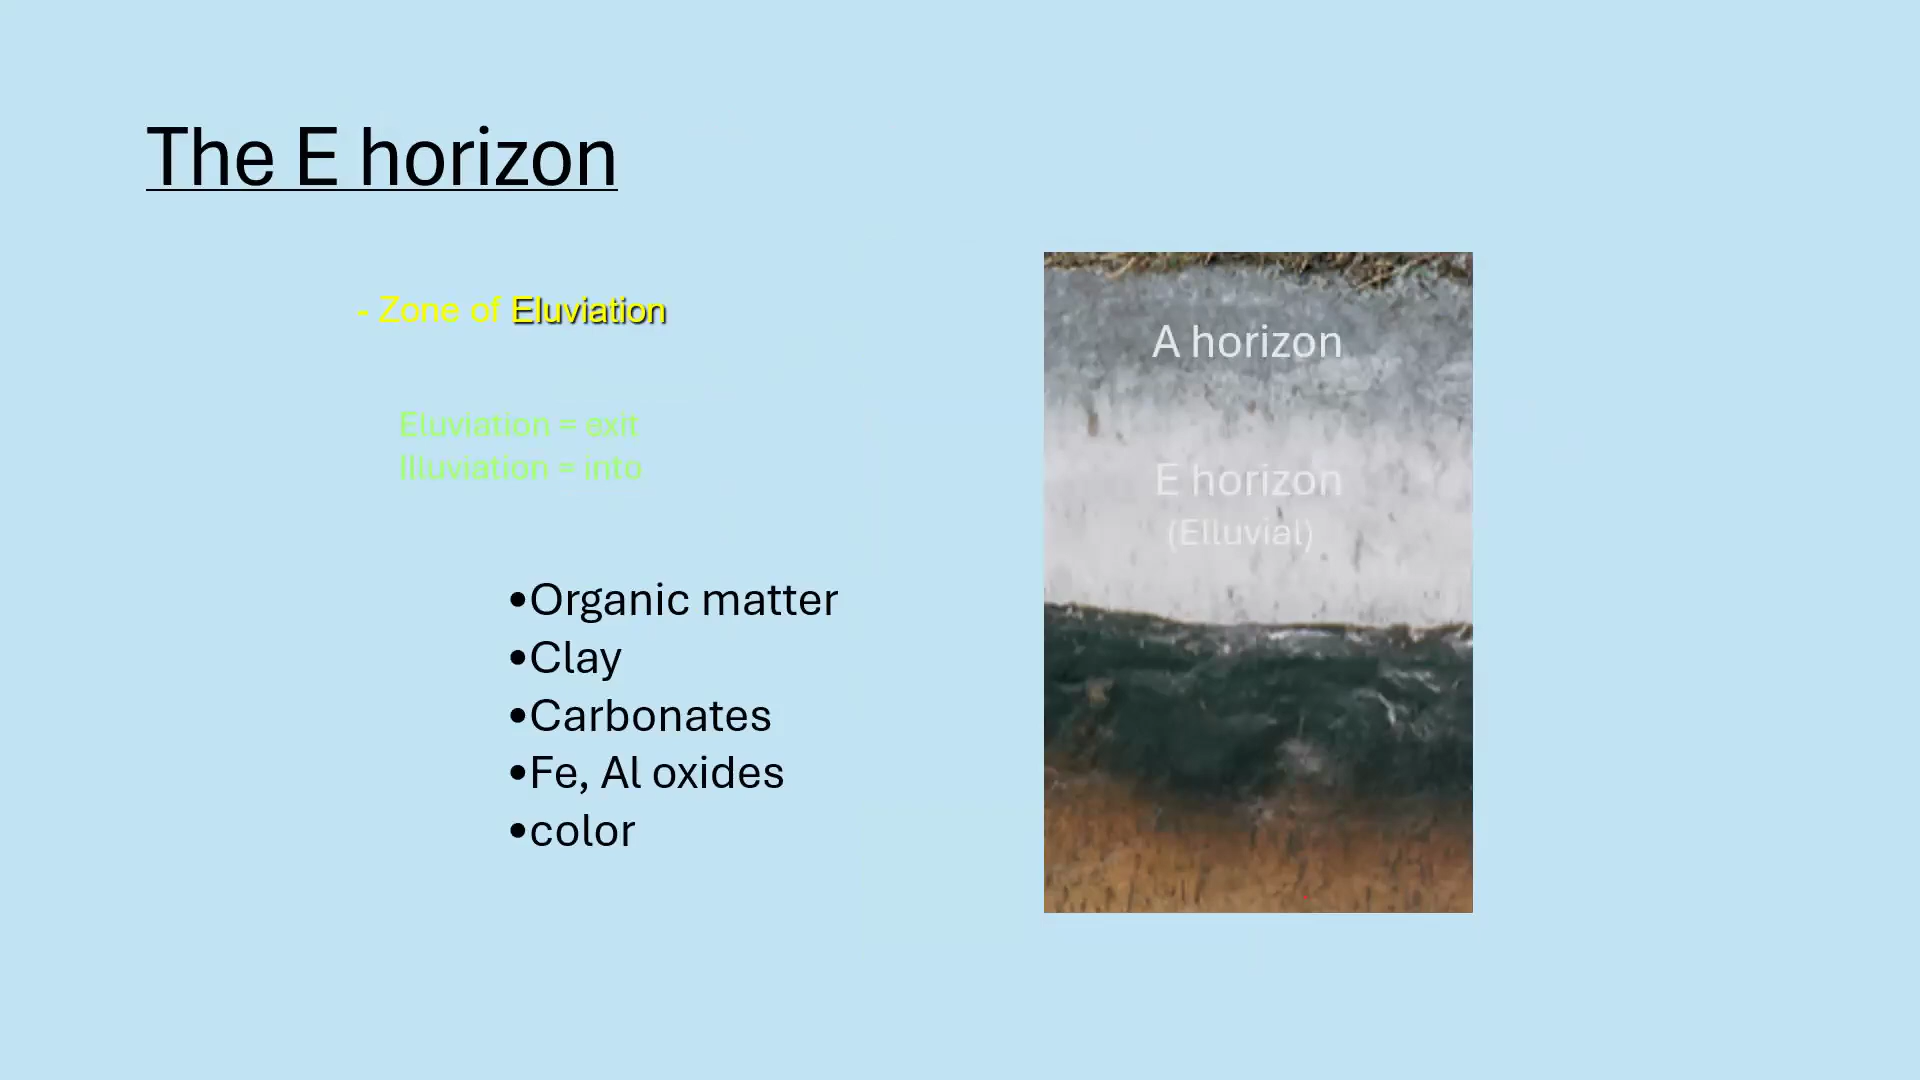 The E horizon
- Zone of Eluviation
Eluviation = exit
Illuviation = into
•Organic matter
•Clay
•Carbonates
•Fe, Al oxides
•color
A horizon
E horizon
(Elluvial)